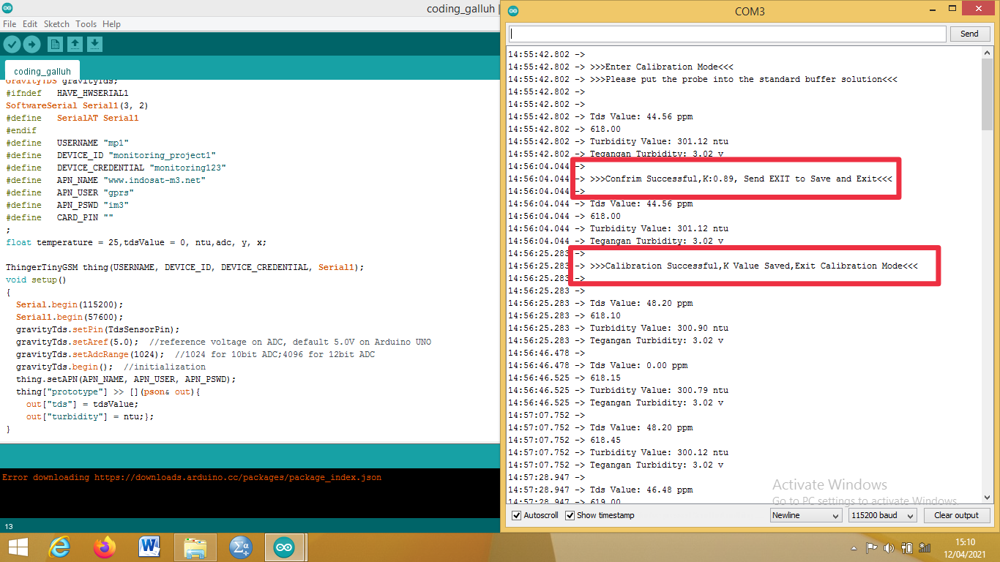 coding_galluh |
File Edit Sketch Tools Help
coding_galluh
GravityTDS gravityTds;
#ifndef HAVE_HWSERIAL1
SoftwareSerial Serial1(3, 2)
#define SerialAT Serial1
#endif
#define USERNAME "mp1"
#define DEVICE_ID "monitoring_project1"
#define DEVICE_CREDENTIAL "monitoring123"
#define APN_NAME "www.indosat-m3.net"
#define APN_USER "gprs"
#define APN_PSWD "im3"
#define CARD_PIN ""
;
float temperature = 25,tdsValue = 0, ntu,adc, y, x;
ThingerTinyGSM thing(USERNAME, DEVICE_ID, DEVICE_CREDENTIAL, Serial1);
void setup()
{
Serial.begin(115200);
Serial1.begin(57600);
gravityTds.setPin(TdsSensorPin);
gravityTds.setAref(5.0); //reference voltage on ADC, default 5.0V on Arduino UNO
gravityTds.setAdcRange(1024); //1024 for 10bit ADC;4096 for 12bit ADC
gravityTds.begin(); //initialization
thing.setAPN(APN_NAME, APN_USER, APN_PSWD);
thing["prototype"] >> [](pson& out){
out["tds"] = tdsValue;
out["turbidity"] = ntu;};
}
Error downloading https://downloads.arduino.cc/packages/package_index.json
13
COM3
Send
14:55:42.802 ->
14:55:42.802 -> >>>Enter Calibration Mode<<<
14:55:42.802 -> >>>Please put the probe into the standard buffer solution<<<
14:55:42.802 ->
14:55:42.802 ->
14:55:42.802 -> Tds Value: 44.56 ppm
14:55:42.802 -> 618.00
14:55:42.802 -> Turbidity Value: 301.12 ntu
14:55:42.802 -> Tegangan Turbidity: 3.02 v
14:56:04.044 ->
14:56:04.044 -> >>>Confrim Successful,K:0.89, Send EXIT to Save and Exit<<<
14:56:04.044 ->
14:56:04.044 -> Tds Value: 44.56 ppm
14:56:04.044 -> 618.00
14:56:04.044 -> Turbidity Value: 301.12 ntu
14:56:04.044 -> Tegangan Turbidity: 3.02 v
14:56:25.283 ->
14:56:25.283 -> >>>Calibration Successful,K Value Saved,Exit Calibration Mode<<<
14:56:25.283 ->
14:56:25.283 ->
14:56:25.283 -> Tds Value: 48.20 ppm
14:56:25.283 -> 618.10
14:56:25.283 -> Turbidity Value: 300.90 ntu
14:56:25.283 -> Tegangan Turbidity: 3.02 v
14:56:46.478 ->
14:56:46.478 -> Tds Value: 0.00 ppm
14:56:46.525 -> 618.15
14:56:46.525 -> Turbidity Value: 300.79 ntu
14:56:46.525 -> Tegangan Turbidity: 3.02 v
14:57:07.752 ->
14:57:07.752 -> Tds Value: 48.20 ppm
14:57:07.752 -> 618.45
14:57:07.752 -> Turbidity Value: 300.12 ntu
14:57:07.752 -> Tegangan Turbidity: 3.02 v
14:57:28.947 ->
14:57:28.947 -> Tds Value: 46.48 ppm
14:57:28.947 -> 619.00
Activate Windows
Go to PC settings to activate Windows.
Autoscroll Show timestamp Newline 115200 baud Clear output
15:10
12/04/2021